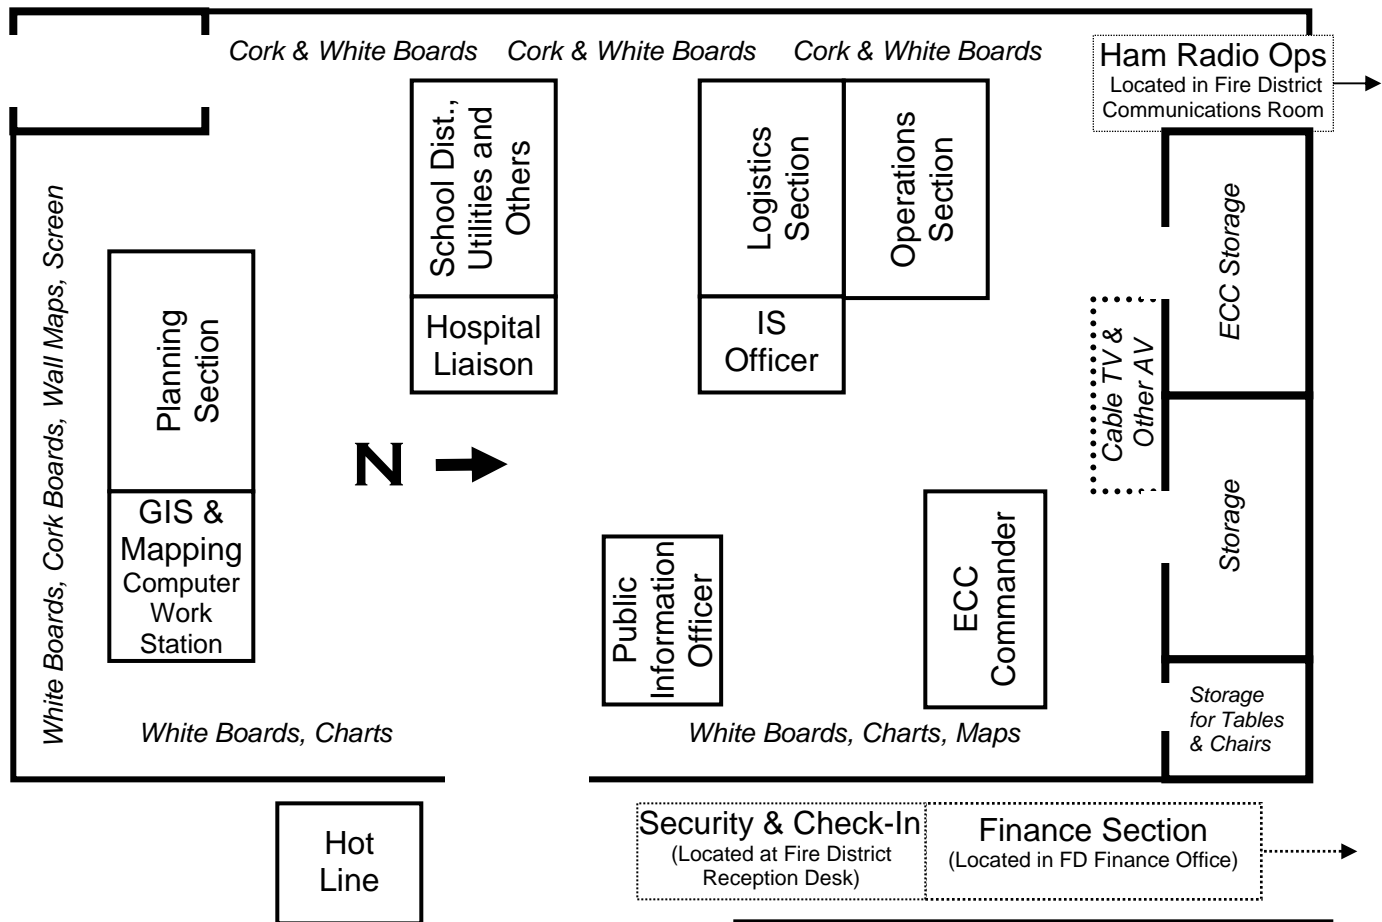 Cork & White Boards
Cork & White Boards
Cork & White Boards
Ham Radio Ops
Located in Fire District
Communications Room
School Dist.,
Utilities and
Others
Logistics
Section
Operations
Section
ECC Storage
White Boards, Cork Boards, Wall Maps, Screen
Planning
Section
Hospital
Liaison
IS
Officer
Cable TV &
Other AV
N
GIS &
Mapping
Computer
Work
Station
Public
Information
Officer
ECC
Commander
Storage
Storage
for Tables
& Chairs
White Boards, Charts
White Boards, Charts, Maps
Hot
Line
Security & Check-In
(Located at Fire District
Reception Desk)
Finance Section
(Located in FD Finance Office)